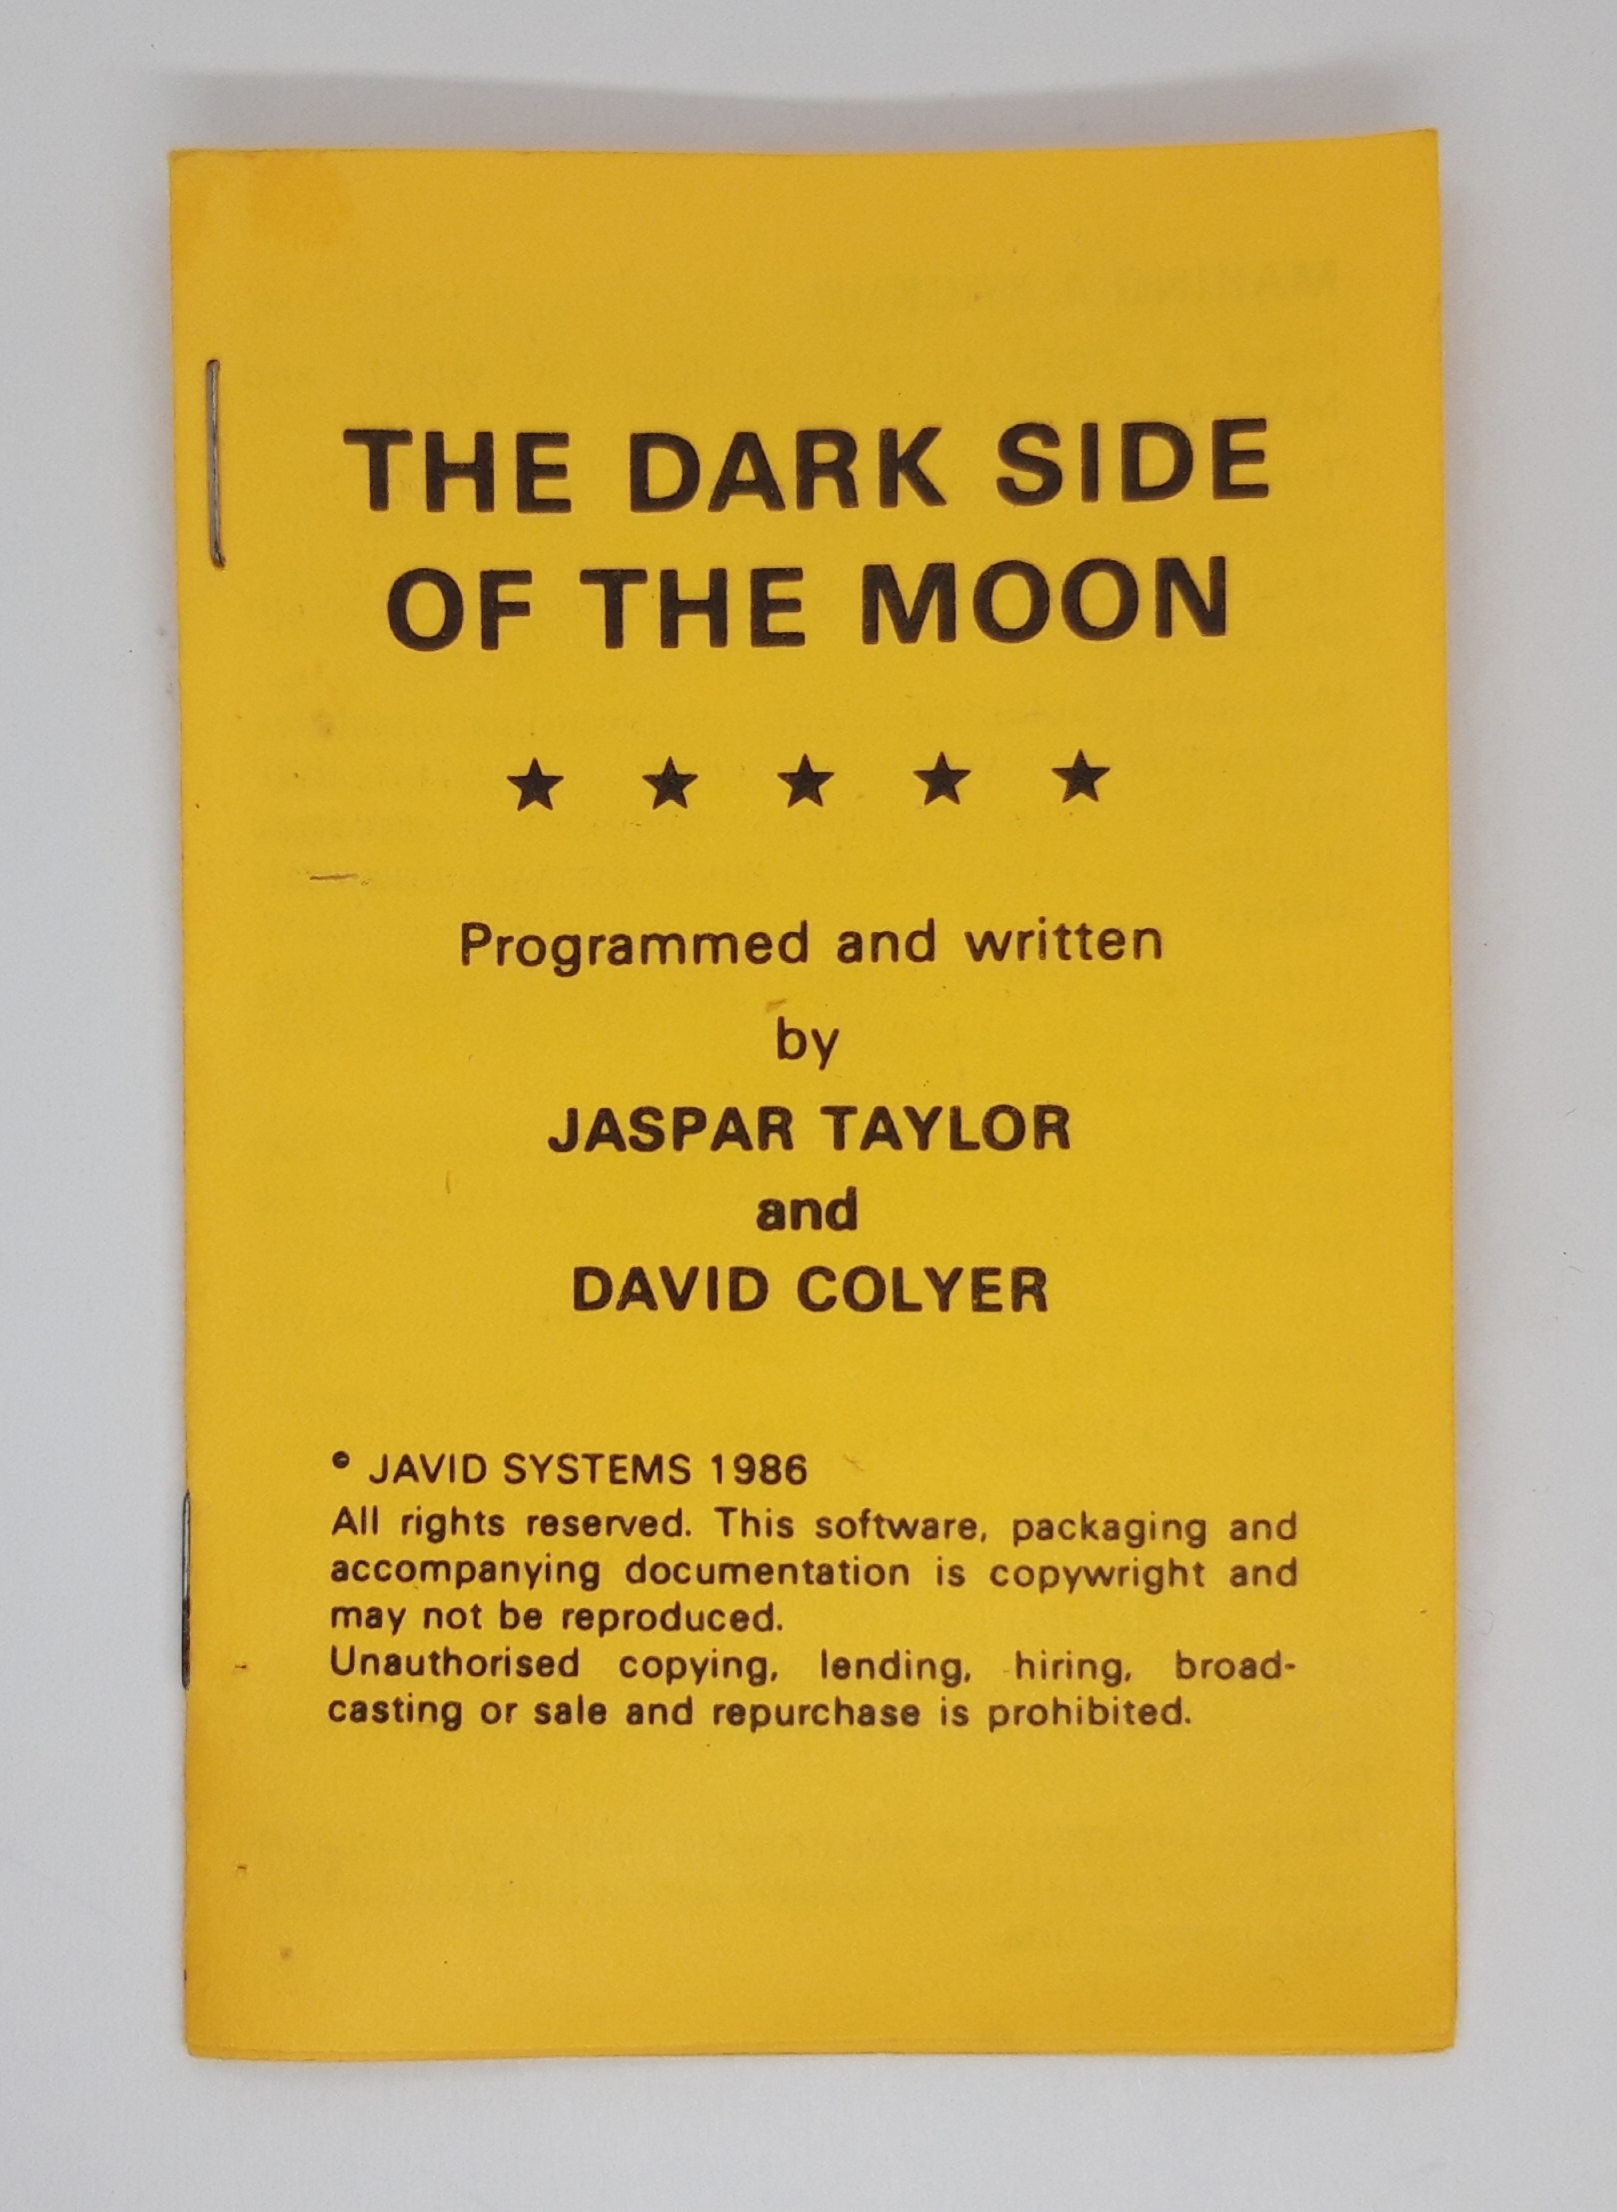 THE DARK SIDE
OF THE MOON
★ ★ ★ ★ ★
Programmed and written
by
JASPAR TAYLOR
and
DAVID COLYER
© JAVID SYSTEMS 1986
All rights reserved. This software, packaging and
accompanying documentation is copywright and
may not be reproduced.
Unauthorised copying, lending, hiring, broad-
casting or sale and repurchase is prohibited.